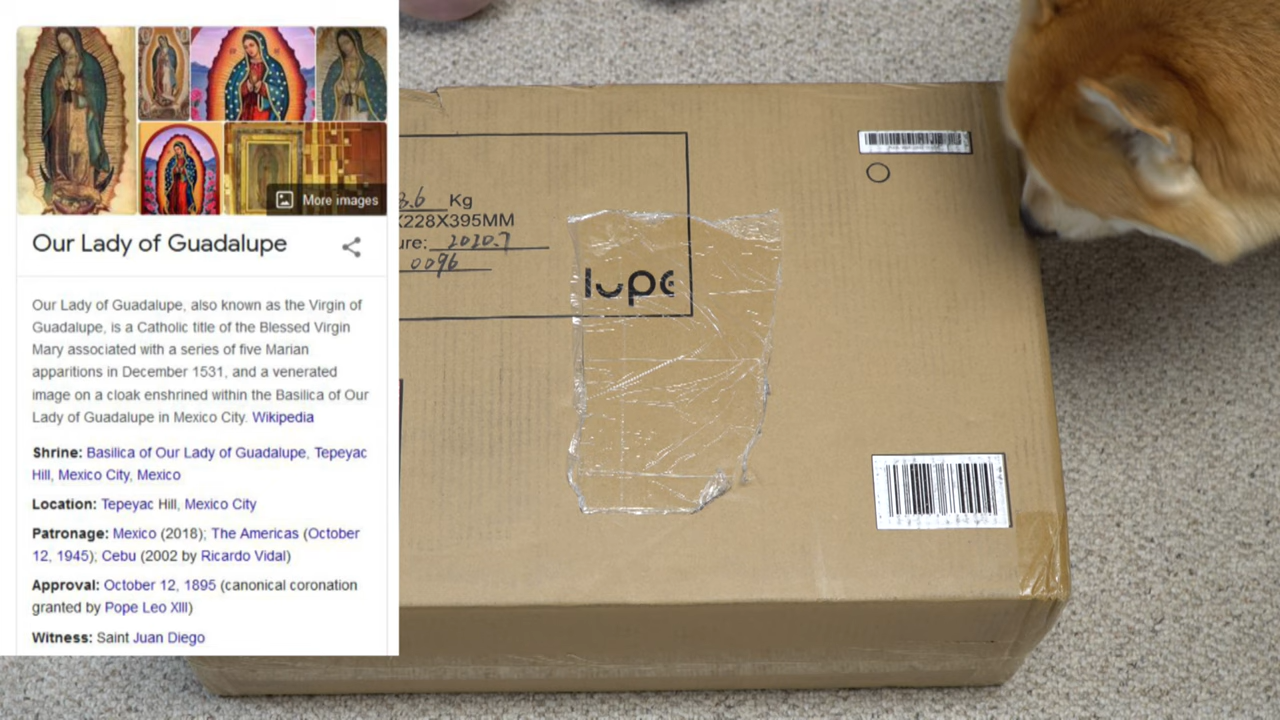 More images
Our Lady of Guadalupe
Our Lady of Guadalupe, also known as the Virgin of
Guadalupe, is a Catholic title of the Blessed Virgin
Mary associated with a series of five Marian
apparitions in December 1531, and a venerated
image on a cloak enshrined within the Basilica of Our
Lady of Guadalupe in Mexico City. Wikipedia
Shrine: Basilica of Our Lady of Guadalupe, Tepeyac
Hill, Mexico City, Mexico
Location: Tepeyac Hill, Mexico City
Patronage: Mexico (2018); The Americas (October
12, 1945); Cebu (2002 by Ricardo Vidal)
Approval: October 12, 1895 (canonical coronation
granted by Pope Leo XIII)
Witness: Saint Juan Diego
3.6 Kg
X228X395MM
ure: 2020.7
0096
lupe